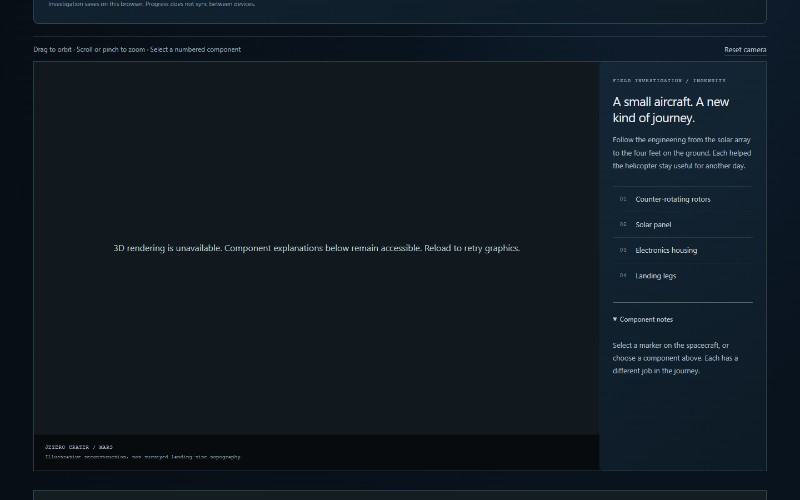 Investigation saves on this browser. Progress does not sync between devices.
Drag to orbit · Scroll or pinch to zoom · Select a numbered component
Reset camera
3D rendering is unavailable. Component explanations below remain accessible. Reload to retry graphics.
JEZERO CRATER / MARS
Illustrative reconstruction, not surveyed landing-site topography.
FIELD INVESTIGATION / INGENUITY
A small aircraft. A new
kind of journey.
Follow the engineering from the solar array
to the four feet on the ground. Each helped
the helicopter stay useful for another day.
01 Counter-rotating rotors
02 Solar panel
03 Electronics housing
04 Landing legs
▼ Component notes
Select a marker on the spacecraft, or
choose a component above. Each has a
different job in the journey.